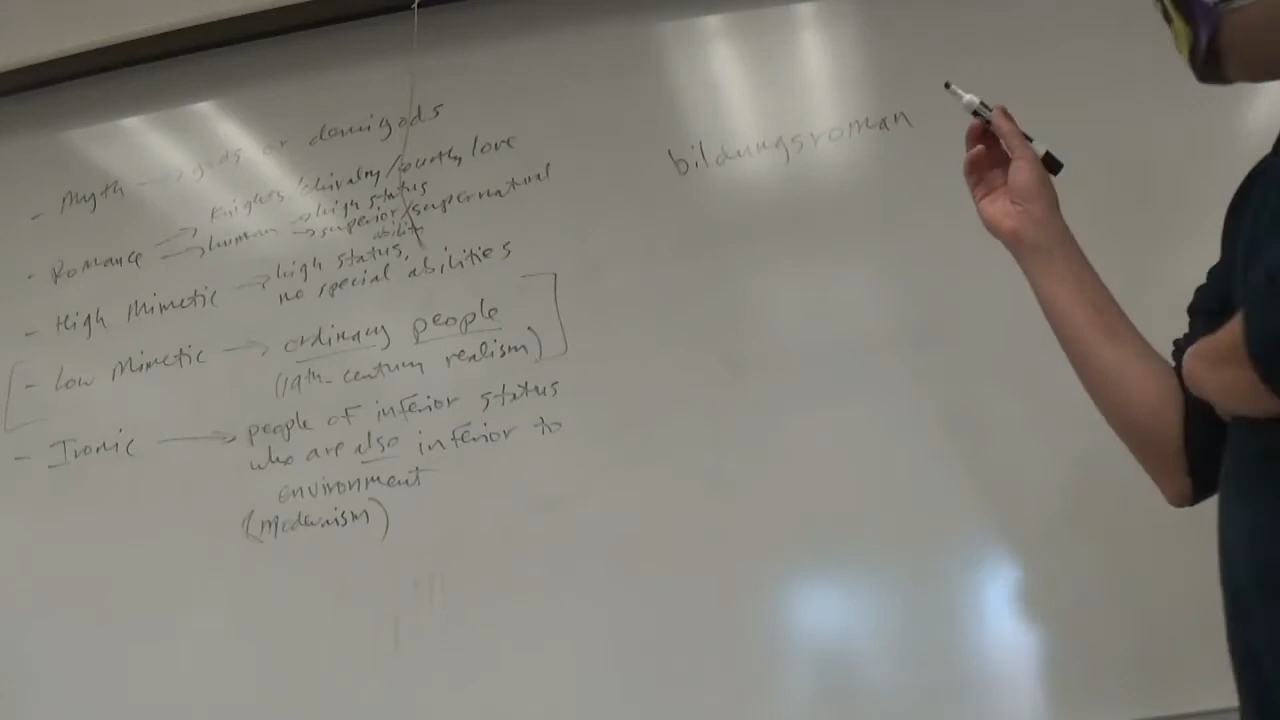 - Myth → gods or demigods
- Romance → Knights/chivalry/courtly love
→ human → high status
→ superior/supernatural
ability
- High Mimetic → high status,
no special abilities
[- Low Mimetic → ordinary people]
(19th-century realism)
- Ironic → people of inferior status
who are also inferior to
environment
(modernism)
bildungsroman